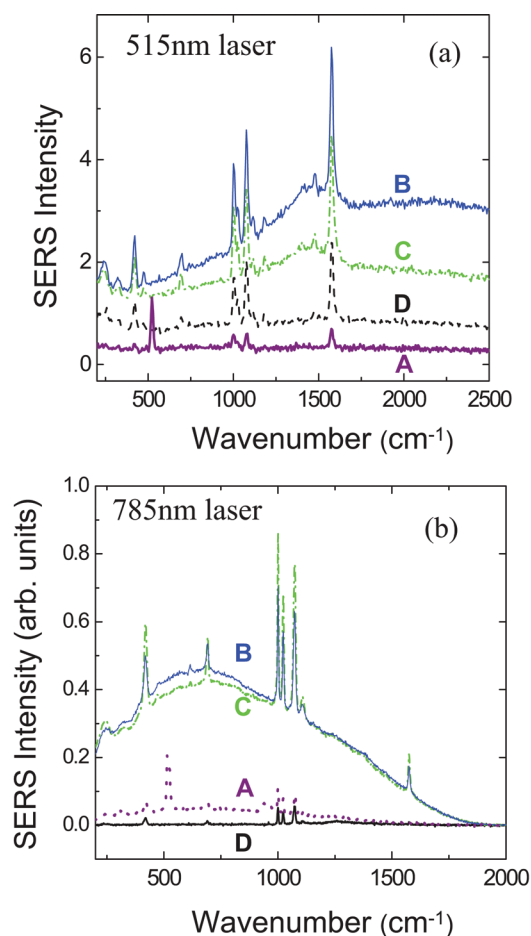 515nm laser
(a)
6
4
2
0
SERS Intensity
B
C
D
A
500 1000 1500 2000 2500
Wavenumber (cm-1)
785nm laser
(b)
1.0
0.8
0.6
0.4
0.2
0.0
SERS Intensity (arb. units)
B
C
A
D
500 1000 1500 2000
Wavenumber (cm-1)